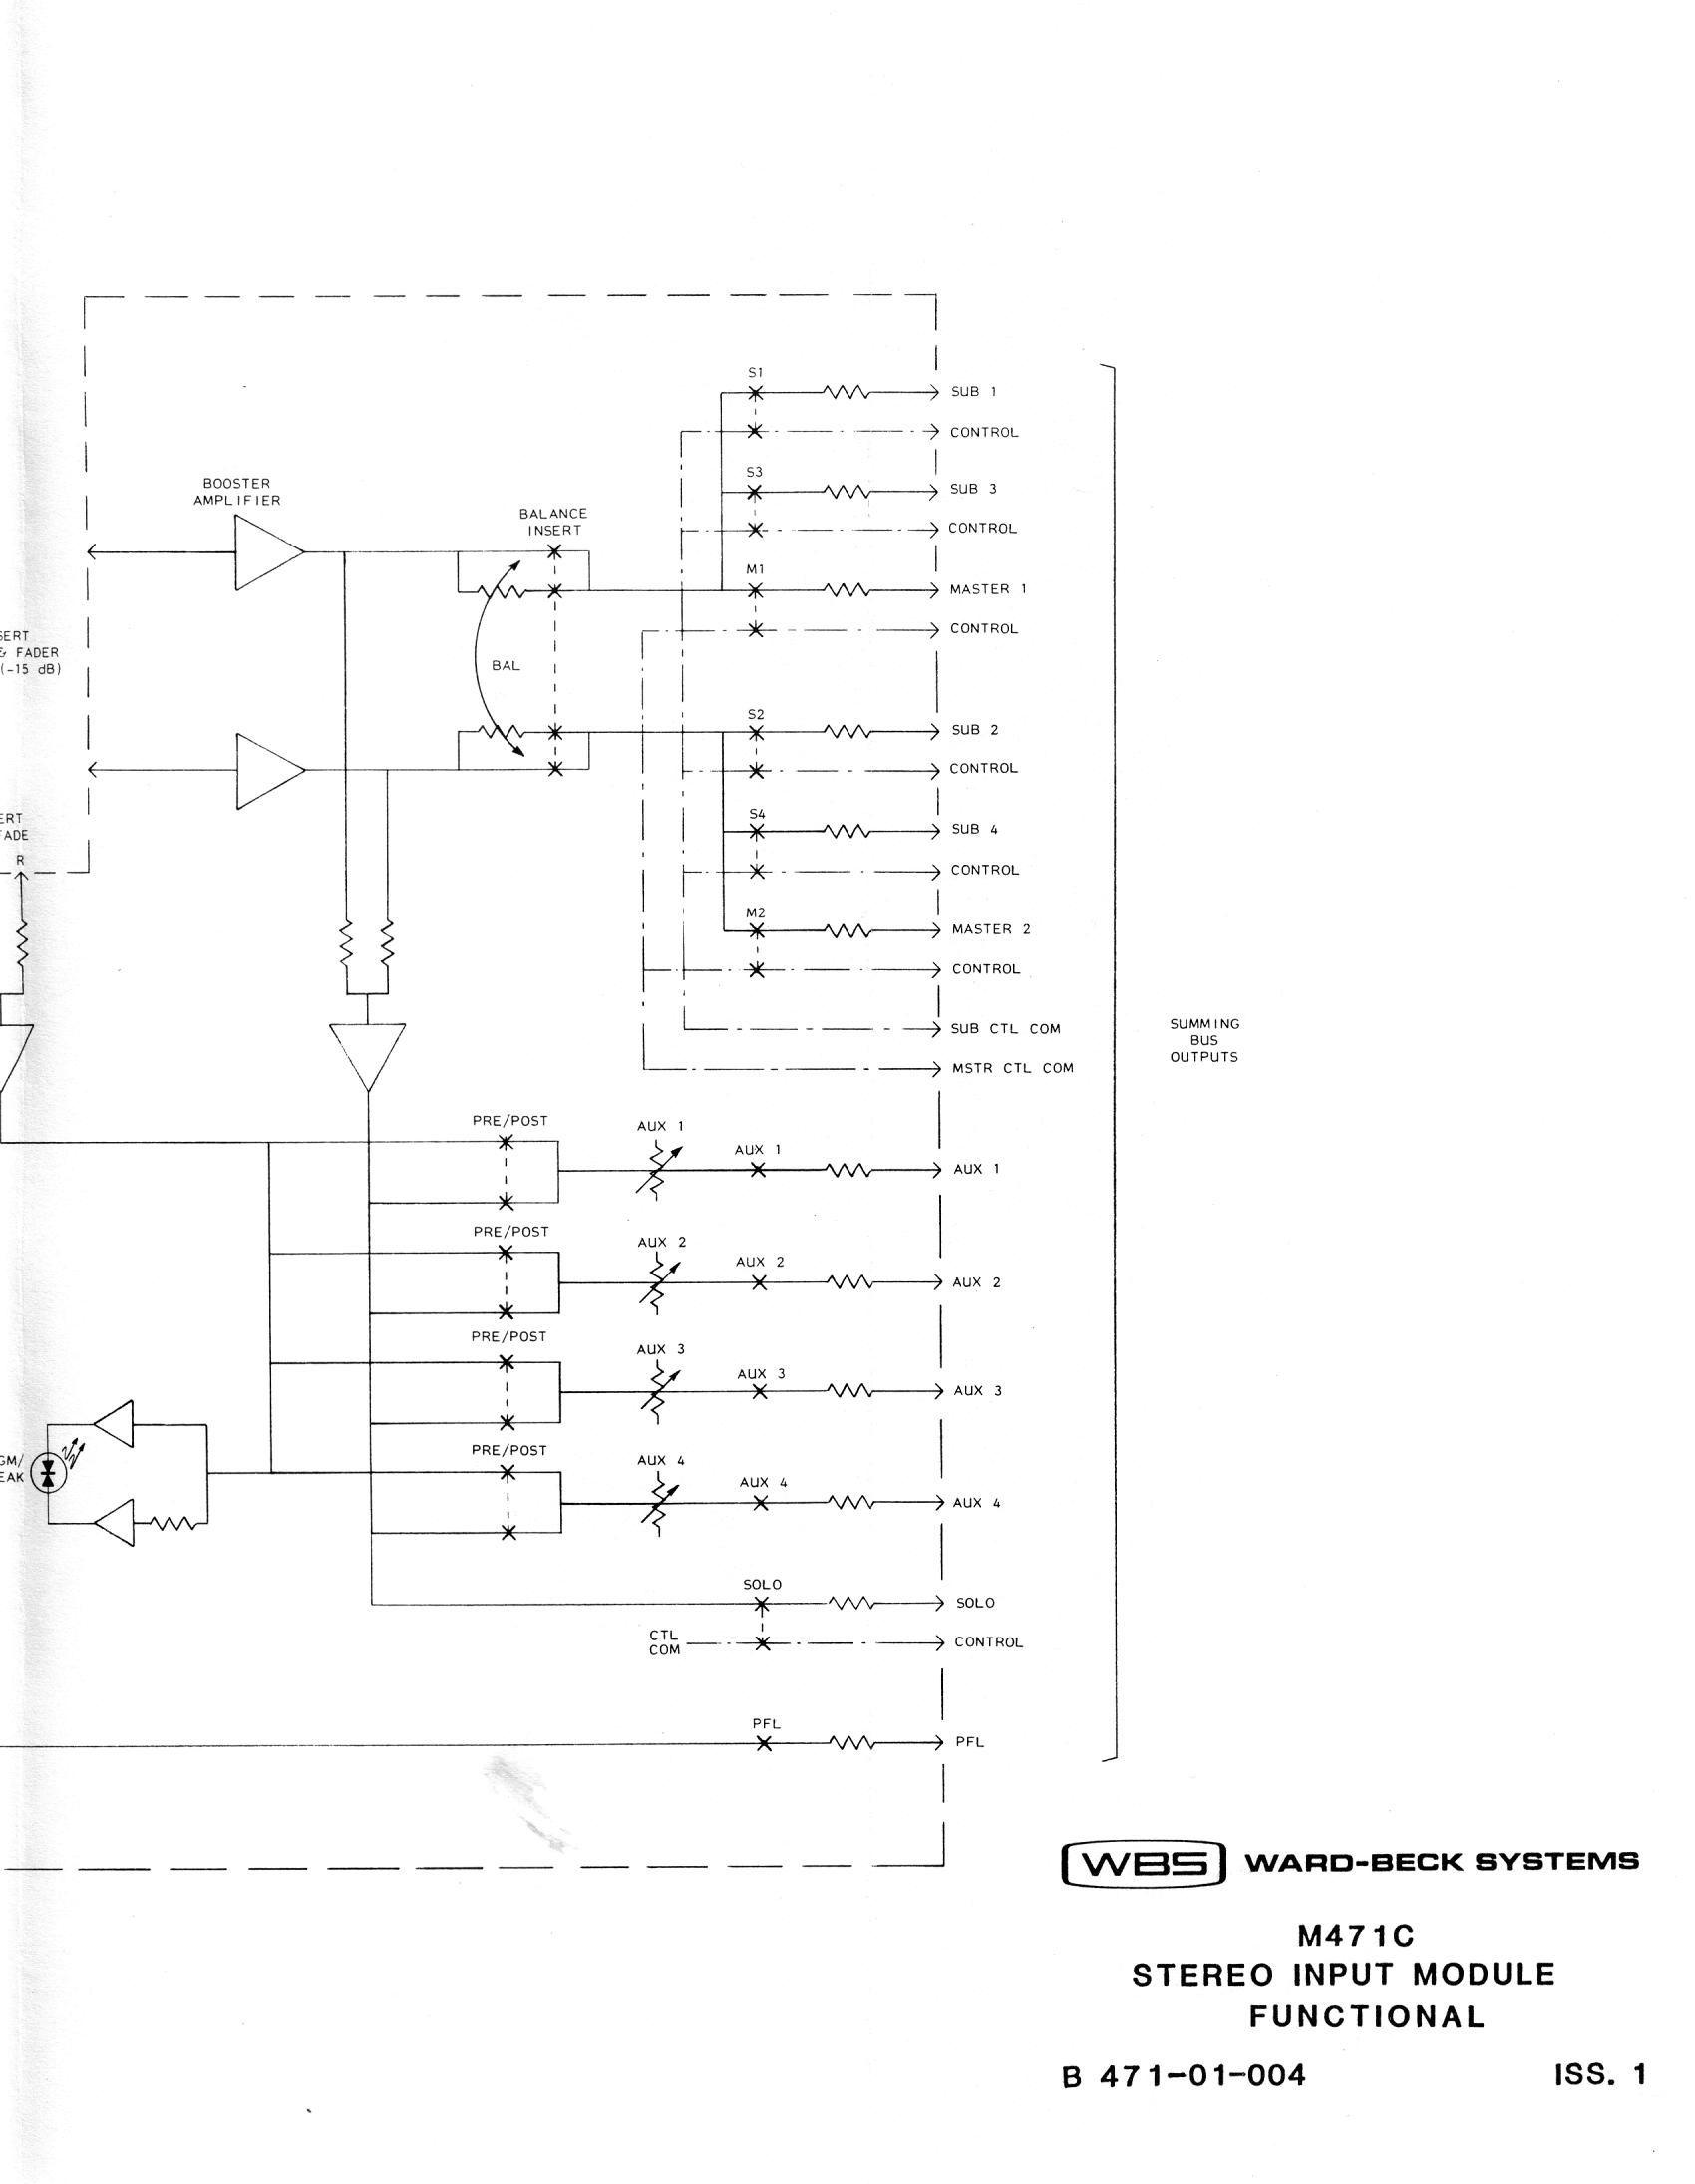 S1
SUB 1
CONTROL
S3
SUB 3
CONTROL
BOOSTER
AMPLIFIER
BALANCE
INSERT
M1
MASTER 1
CONTROL
& FADER
(-15 dB)
BAL
S2
SUB 2
CONTROL
S4
SUB 4
R
CONTROL
M2
MASTER 2
CONTROL
SUB CTL COM
MSTR CTL COM
SUMMING
BUS
OUTPUTS
PRE/POST
AUX 1
AUX 1
AUX 1
PRE/POST
AUX 2
AUX 2
AUX 2
PRE/POST
AUX 3
AUX 3
AUX 3
PRE/POST
AUX 4
AUX 4
AUX 4
SOLO
SOLO
CTL
COM
CONTROL
PFL
PFL
WBS WARD-BECK SYSTEMS
M471C
STEREO INPUT MODULE
FUNCTIONAL
B 471-01-004 ISS. 1